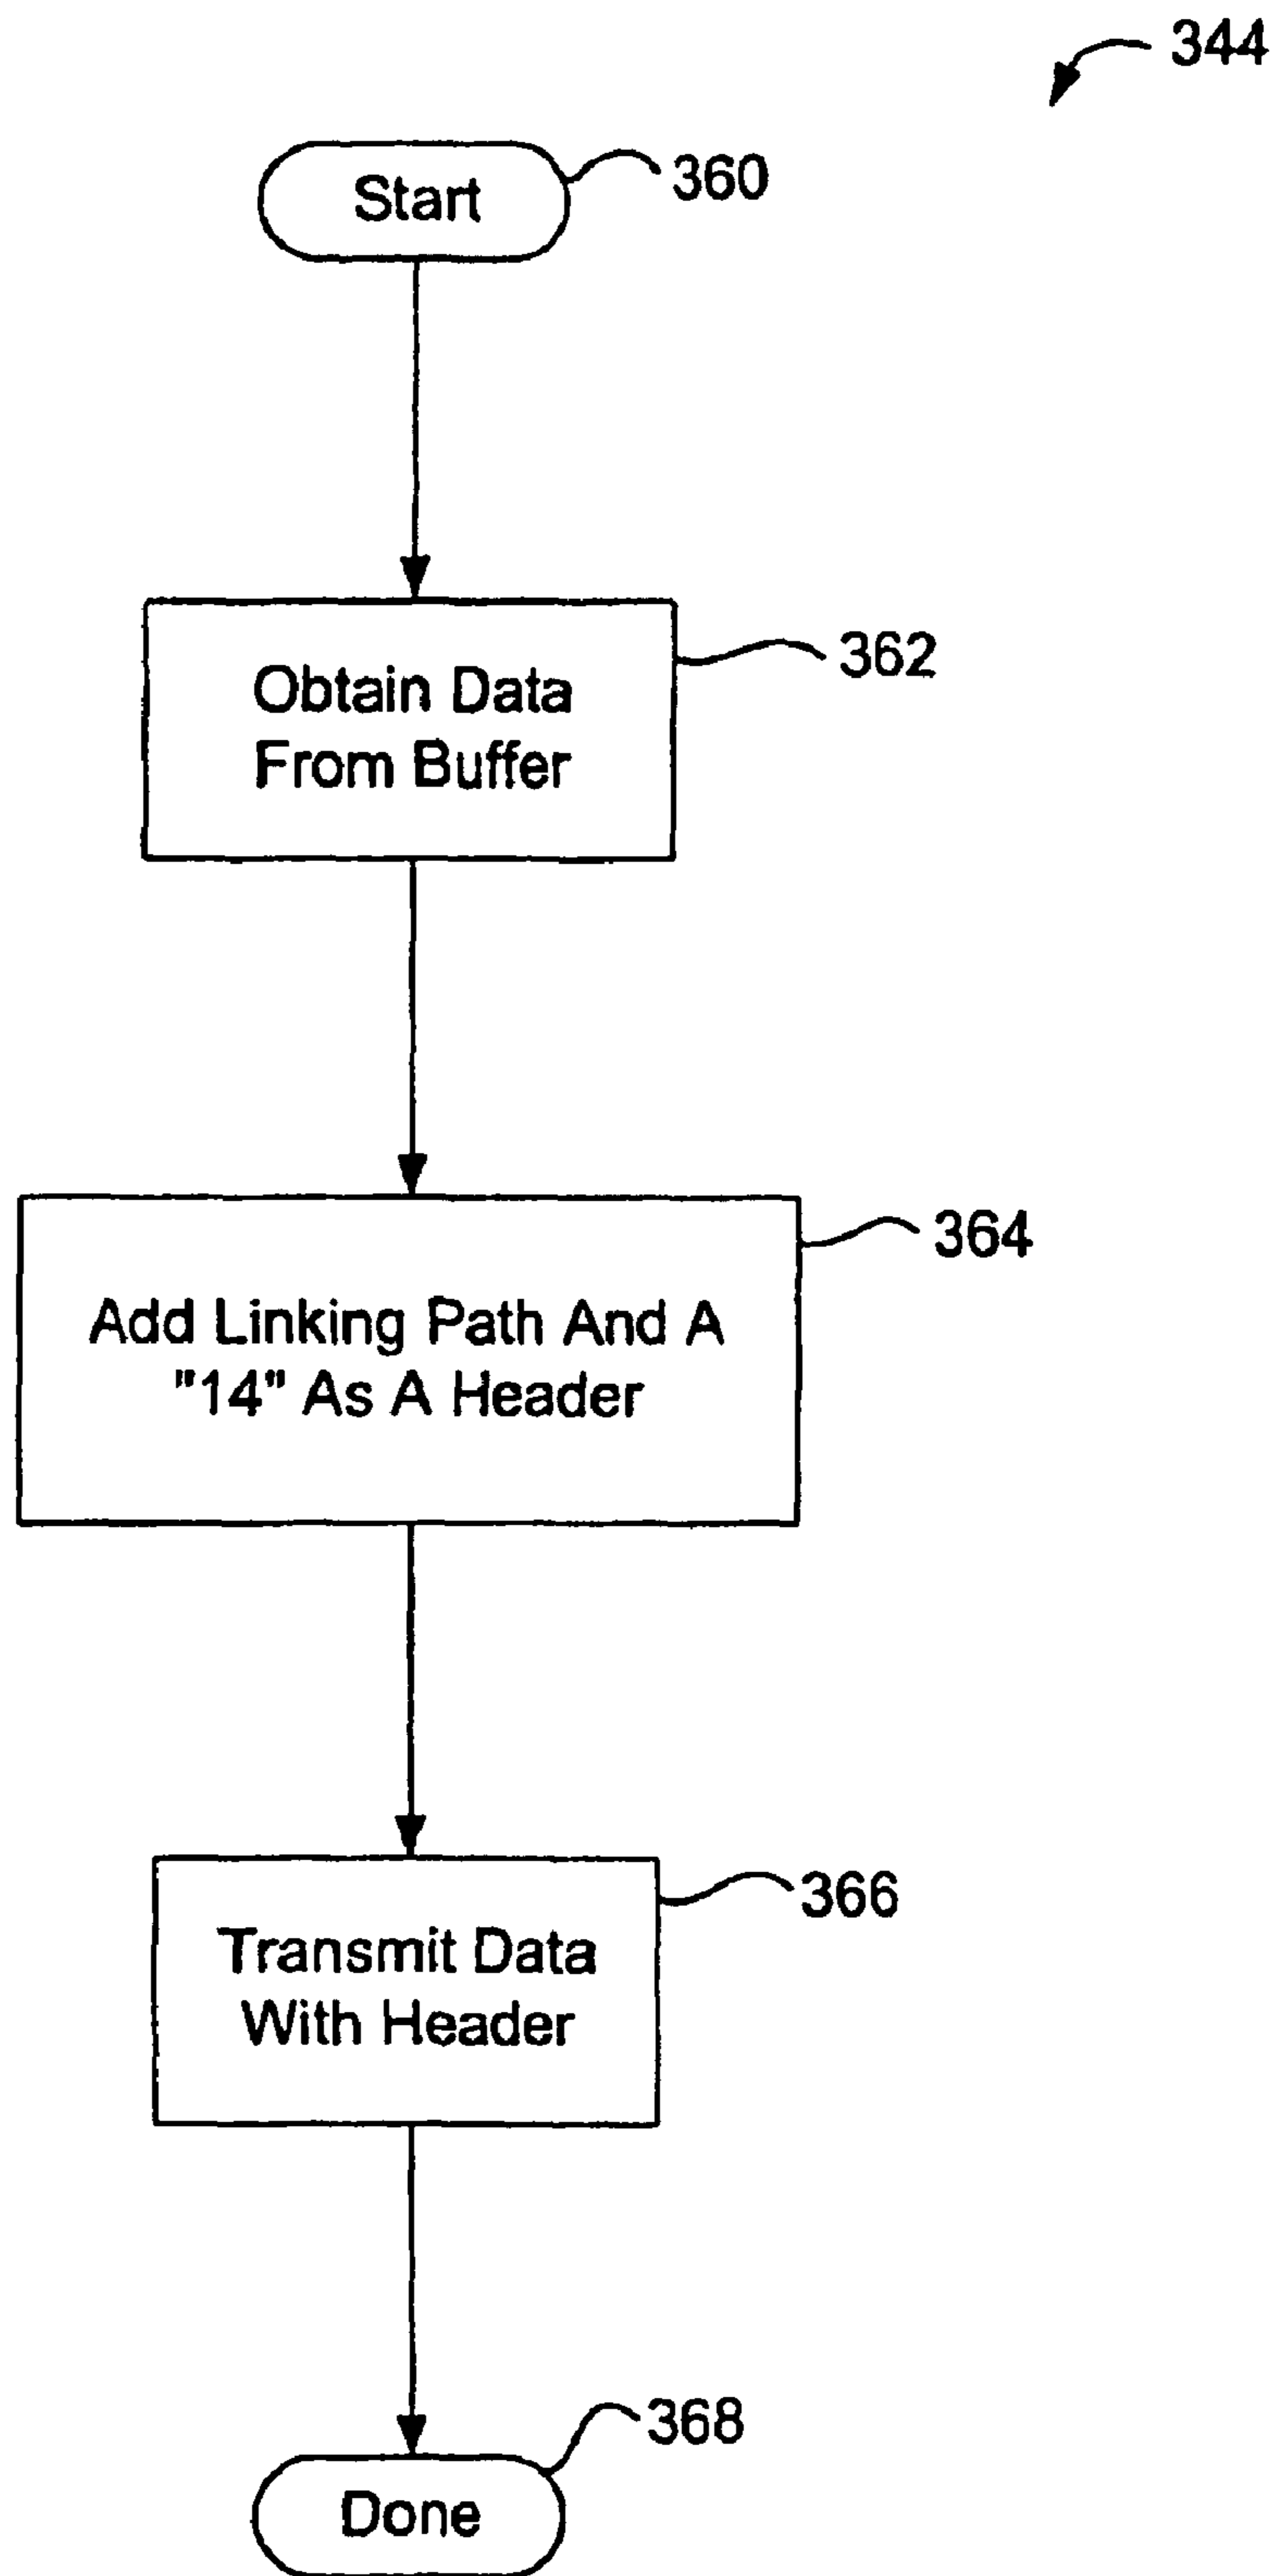 344
Start
360
362
Obtain Data
From Buffer
364
Add Linking Path And A
"14" As A Header
366
Transmit Data
With Header
368
Done